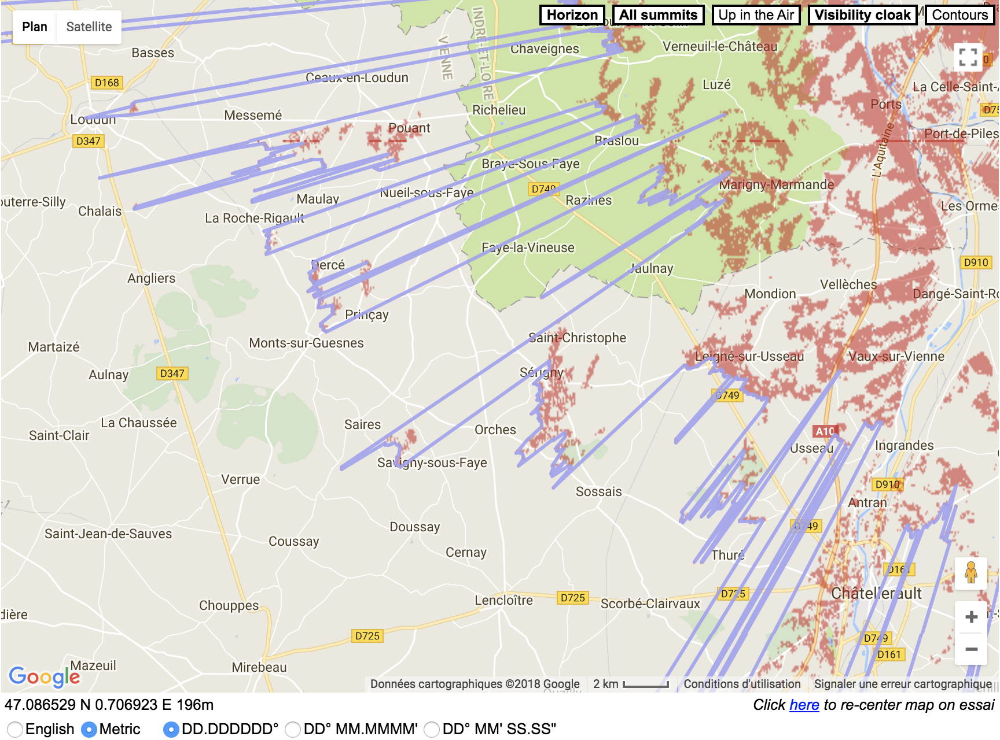 Plan
Satellite
Horizon
All summits
Up in the Air
Visibility cloak
Contours
INDRE-ET-LOIRE
VIENNE
Chaveignes
Verneuil-le-Château
Basses
Ceaux-en-Loudun
D168
Luzé
La Celle-Saint-A
Ports
Richelieu
Messemé
Loudun
D75
Pouant
Port-de-Piles
D347
Braslou
L'Aquitaine
Braye-Sous-Faye
Marigny-Marmande
D749
Nueil-sous-Faye
Razines
outerre-Silly
Maulay
Les Ormes
Chalais
La Roche-Rigault
Faye-la-Vineuse
D910
Dercé
Jaulnay
Angliers
Vellèches
Mondion
Dangé-Saint-Ro
Prinçay
Saint-Christophe
Monts-sur-Guesnes
Martaizé
Leigné-sur-Usseau
Vaux-sur-Vienne
Aulnay
D347
Sérigny
D749
La Chaussée
Saires
Orches
A10
Saint-Clair
Usseau
Ingrandes
Savigny-sous-Faye
Verrue
D910
Sossais
Antran
Doussay
D749
Saint-Jean-de-Sauves
Coussay
Cernay
Thuré
D161
Châtellerault
D725
D725
Lencloître
Scorbé-Clairvaux
Chouppes
dière
D725
D749
D161
Mazeuil
Mirebeau
Google
Données cartographiques ©2018 Google
2 km
Conditions d'utilisation
Signaler une erreur cartographique
47.086529 N 0.706923 E 196m
Click here to re-center map on essai
English
Metric
DD.DDDDDD°
DD° MM.MMMM'
DD° MM' SS.SS"